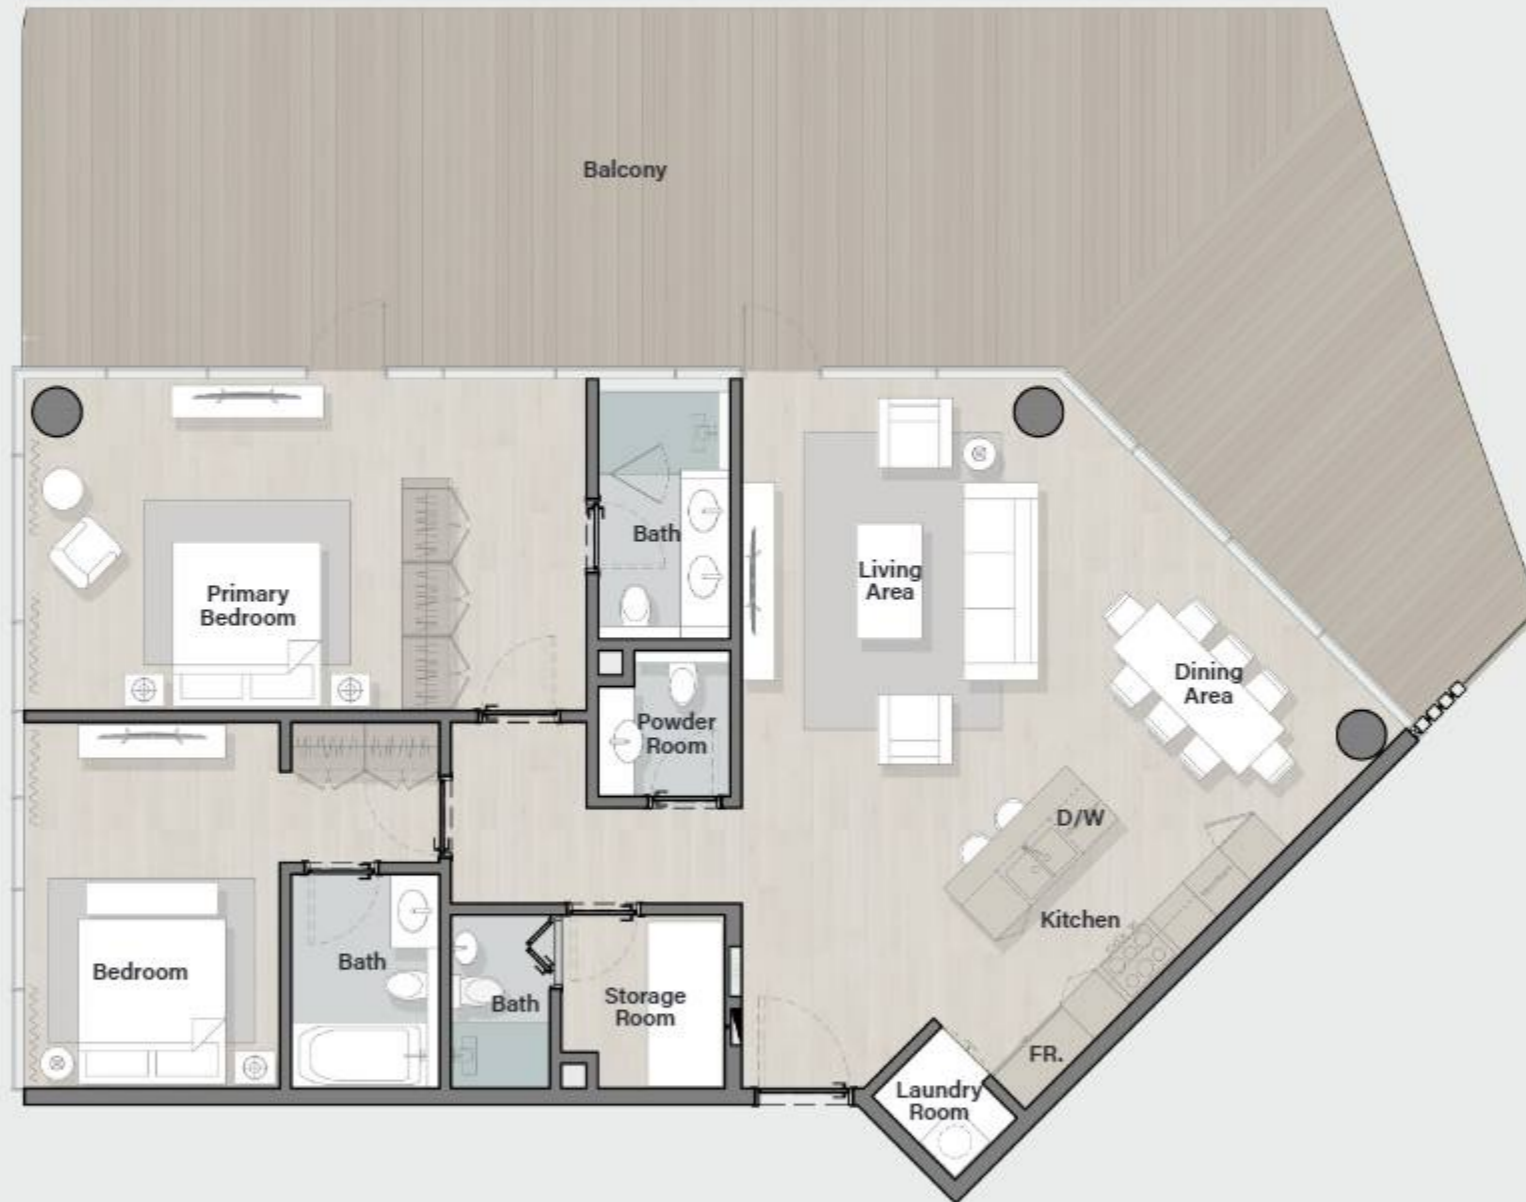 Balcony
Bath
Primary
Bedroom
Living
Area
Dining
Area
Powder
Room
D/W
Kitchen
Bedroom
Bath
Bath
Storage
Room
FR.
Laundry
Room